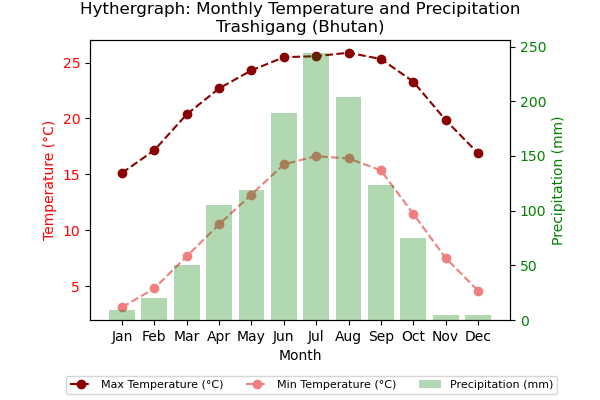 Hythergraph: Monthly Temperature and Precipitation
Trashigang (Bhutan)
Temperature (°C)
25
20
15
10
5
250
200
150
100
50
0
Precipitation (mm)
Jan Feb Mar Apr May Jun Jul Aug Sep Oct Nov Dec
Month
Max Temperature (°C) Min Temperature (°C) Precipitation (mm)